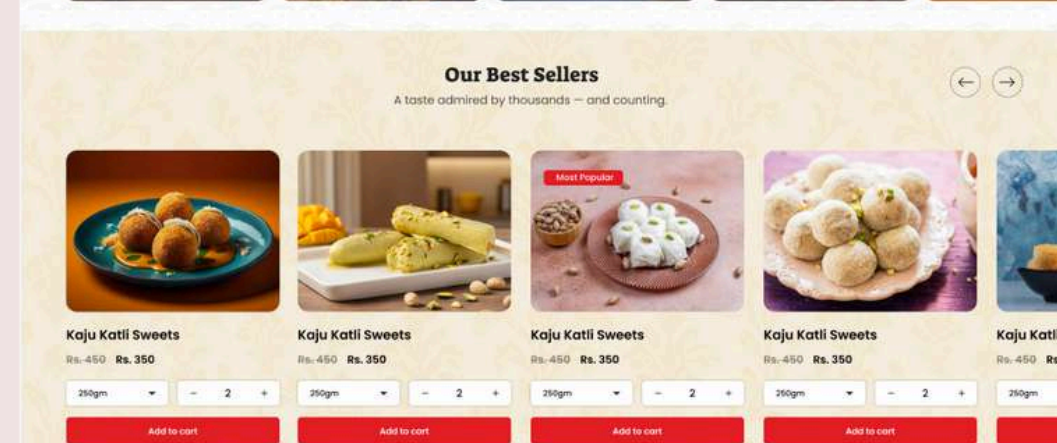 Our Best Sellers
A taste admired by thousands — and counting.
← →
Most Popular
Kaju Katli Sweets Kaju Katli Sweets Kaju Katli Sweets Kaju Katli Sweets Kaju Katl
Rs. 450 Rs. 350 Rs. 450 Rs. 350 Rs. 450 Rs. 350 Rs. 450 Rs. 350 Rs. 450 Rs
250gm − 2 + 250gm − 2 + 250gm − 2 + 250gm − 2 + 250gm
Add to cart Add to cart Add to cart Add to cart